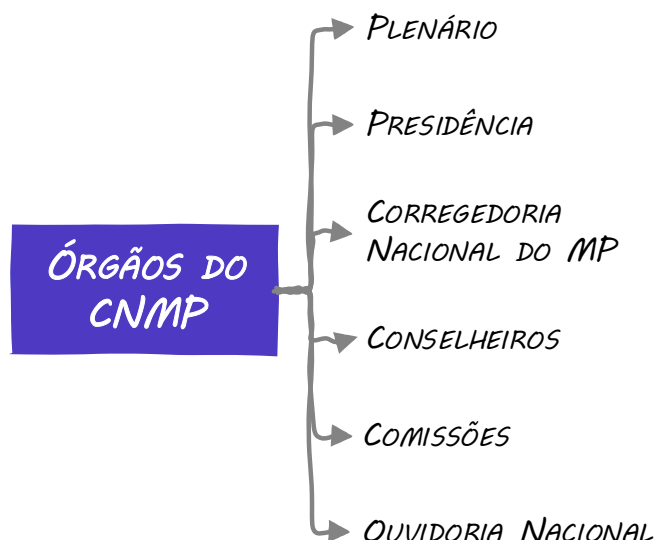 Plenário
Presidência
Corregedoria
Nacional do MP
Órgãos do
CNMP
Conselheiros
Comissões
Ouvidoria Nacional